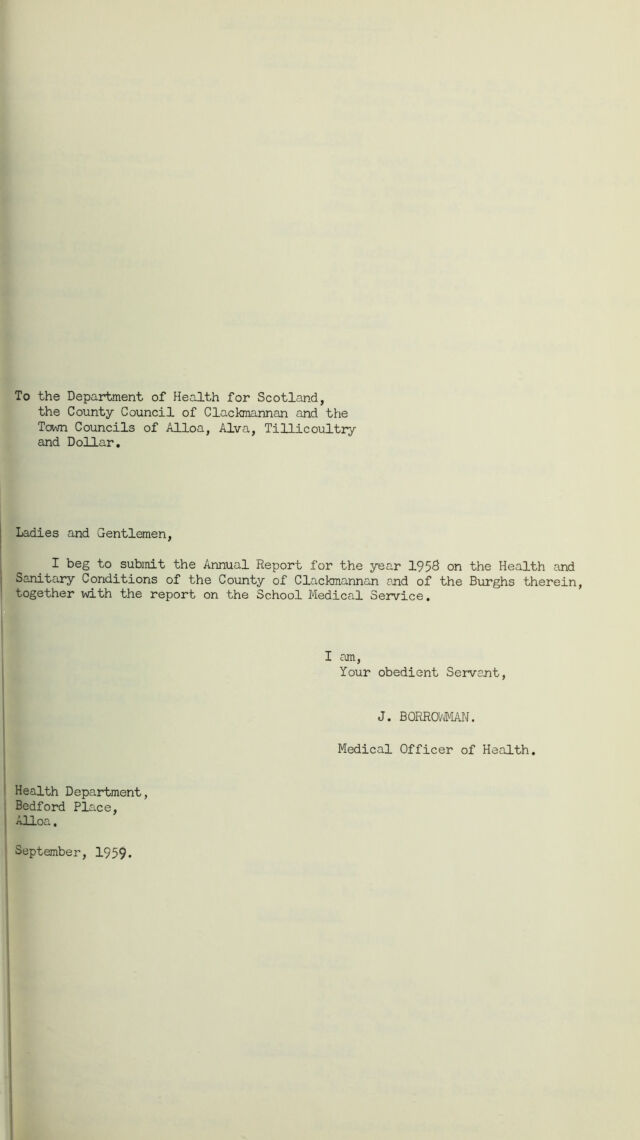 To the Department of Health for Scotland,
the County Council of Clackmannan and the
Town Councils of Alloa, Alva, Tillicoultry
and Dollar.
Ladies and Gentlemen,
I beg to submit the Annual Report for the year 1958 on the Health and
Sanitary Conditions of the County of Clackmannan and of the Burghs therein,
together with the report on the School Medical Service.
I am,
Your obedient Servant,
J. BORROWMAN.
Medical Officer of Health.
Health Department,
Bedford Place,
Alloa.
September, 1959.